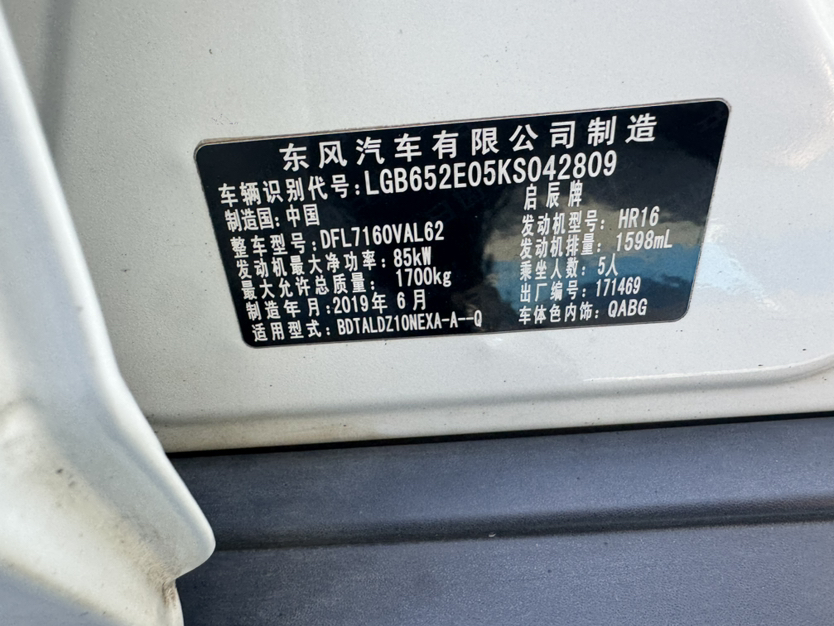 东风汽车有限公司制造
车辆识别代号:LGB652E05KS042809
制造国:中国 启辰牌
整车型号:DFL7160VAL62 发动机型号: HR16
发动机最大净功率:85kW 发动机排量: 1598mL
最大允许总质量: 1700kg 乘坐人数: 5人
制造年月:2019年6月 出厂编号: 171469
适用型式:BDTALDZ10NEXA-A--Q 车体色内饰: QABG